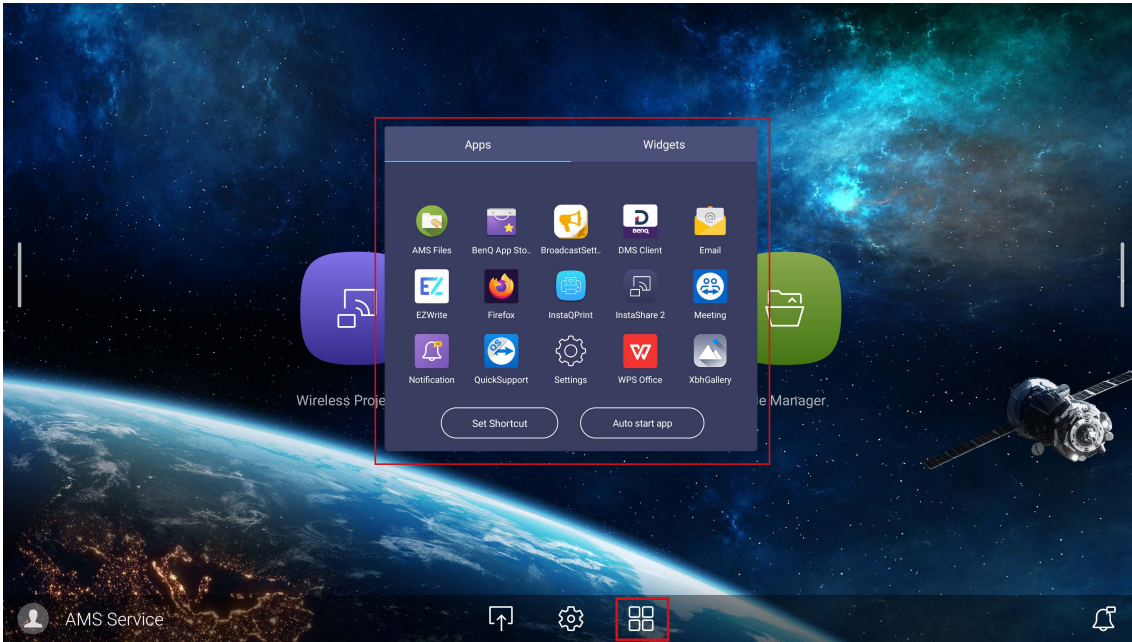 Apps Widgets
AMS Files BenQ App Sto.. BroadcastSett.. DMS Client Email
EZWrite Firefox InstaQPrint InstaShare 2 Meeting
Notification QuickSupport Settings WPS Office XbhGallery
Wireless Proje
le Manager
Set Shortcut Auto start app
AMS Service